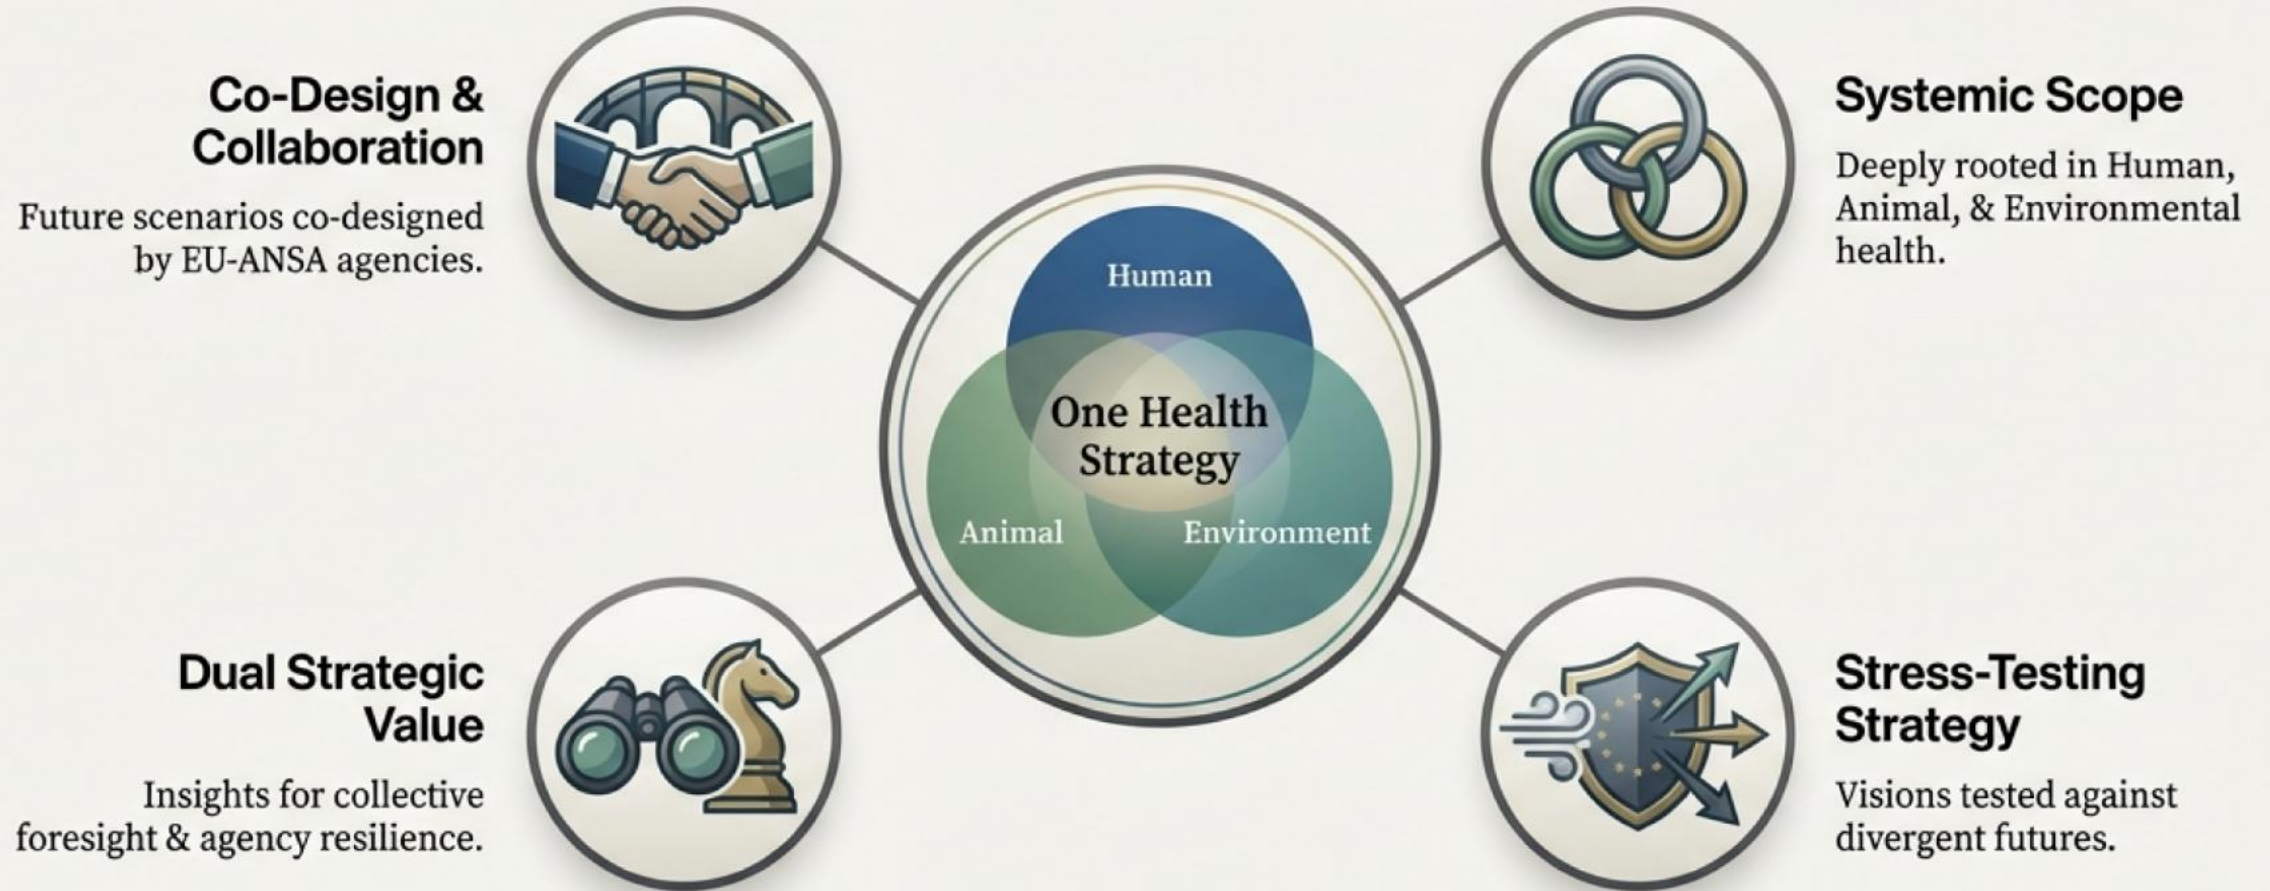 Co-Design &
Collaboration
Future scenarios co-designed
by EU-ANSA agencies.
Systemic Scope
Deeply rooted in Human,
Animal, & Environmental
health.
Human
One Health
Strategy
Animal
Environment
Dual Strategic
Value
Insights for collective
foresight & agency resilience.
Stress-Testing
Strategy
Visions tested against
divergent futures.